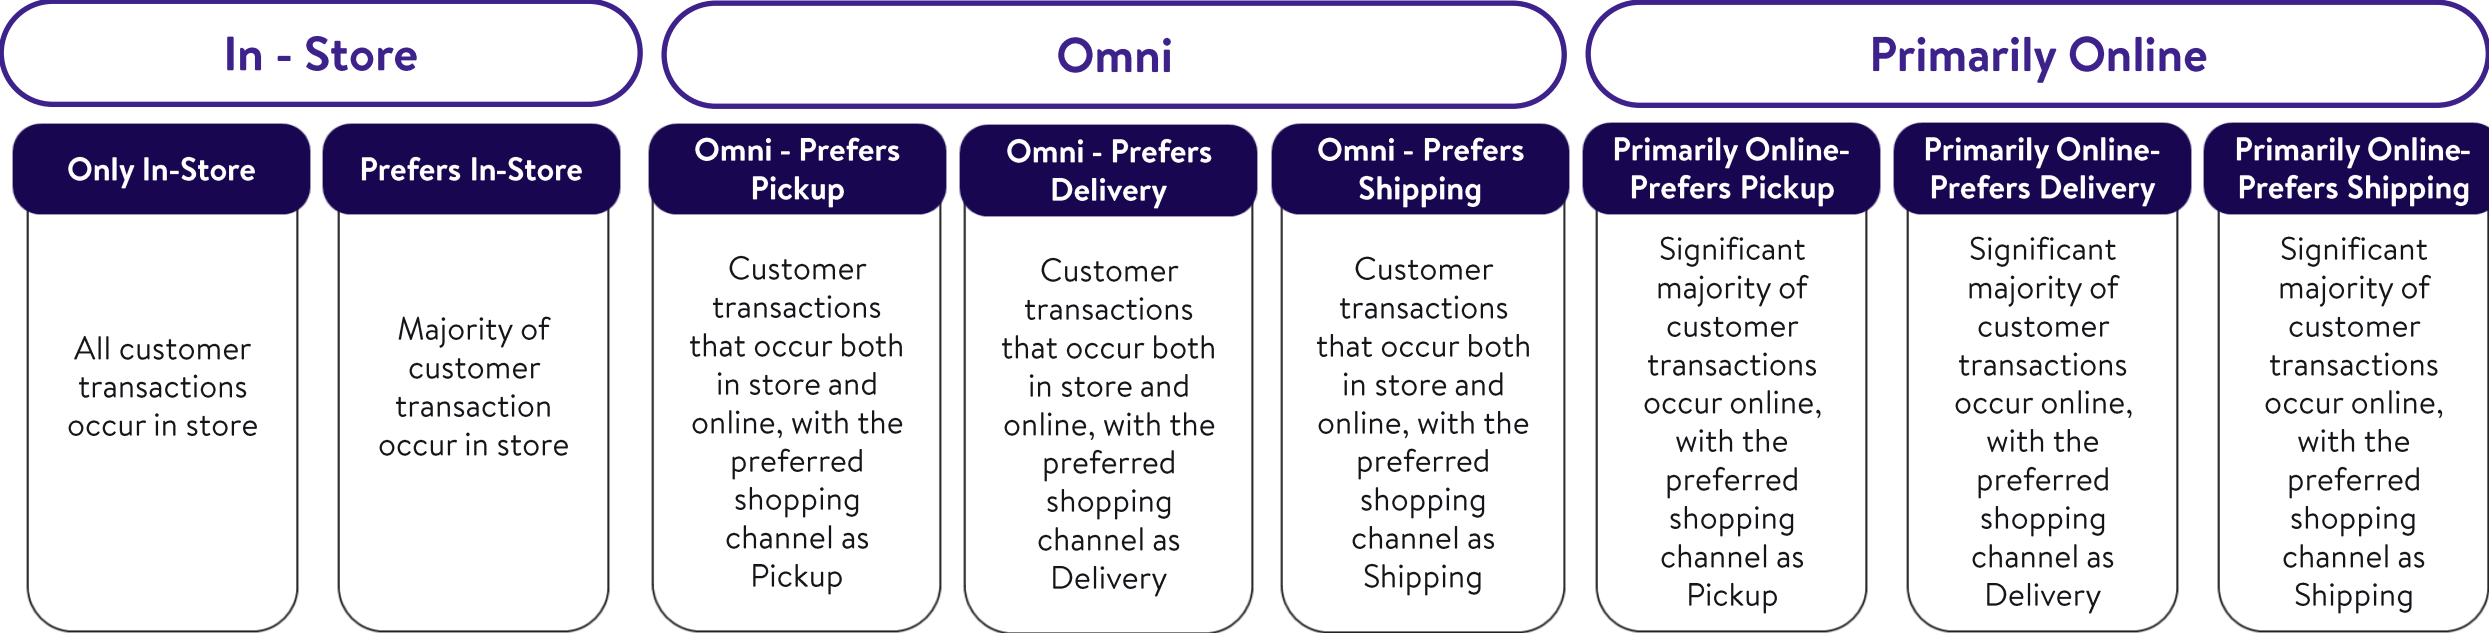 In - Store
Only In-Store
All customer
transactions
occur in store
Prefers In-Store
Majority of
customer
transaction
occur in store
Omni
Omni - Prefers
Pickup
Customer
transactions
that occur both
in store and
online, with the
preferred
shopping
channel as
Pickup
Omni - Prefers
Delivery
Customer
transactions
that occur both
in store and
online, with the
preferred
shopping
channel as
Delivery
Omni - Prefers
Shipping
Customer
transactions
that occur both
in store and
online, with the
preferred
shopping
channel as
Shipping
Primarily Online
Primarily Online-
Prefers Pickup
Significant
majority of
customer
transactions
occur online,
with the
preferred
shopping
channel as
Pickup
Primarily Online-
Prefers Delivery
Significant
majority of
customer
transactions
occur online,
with the
preferred
shopping
channel as
Delivery
Primarily Online-
Prefers Shipping
Significant
majority of
customer
transactions
occur online,
with the
preferred
shopping
channel as
Shipping